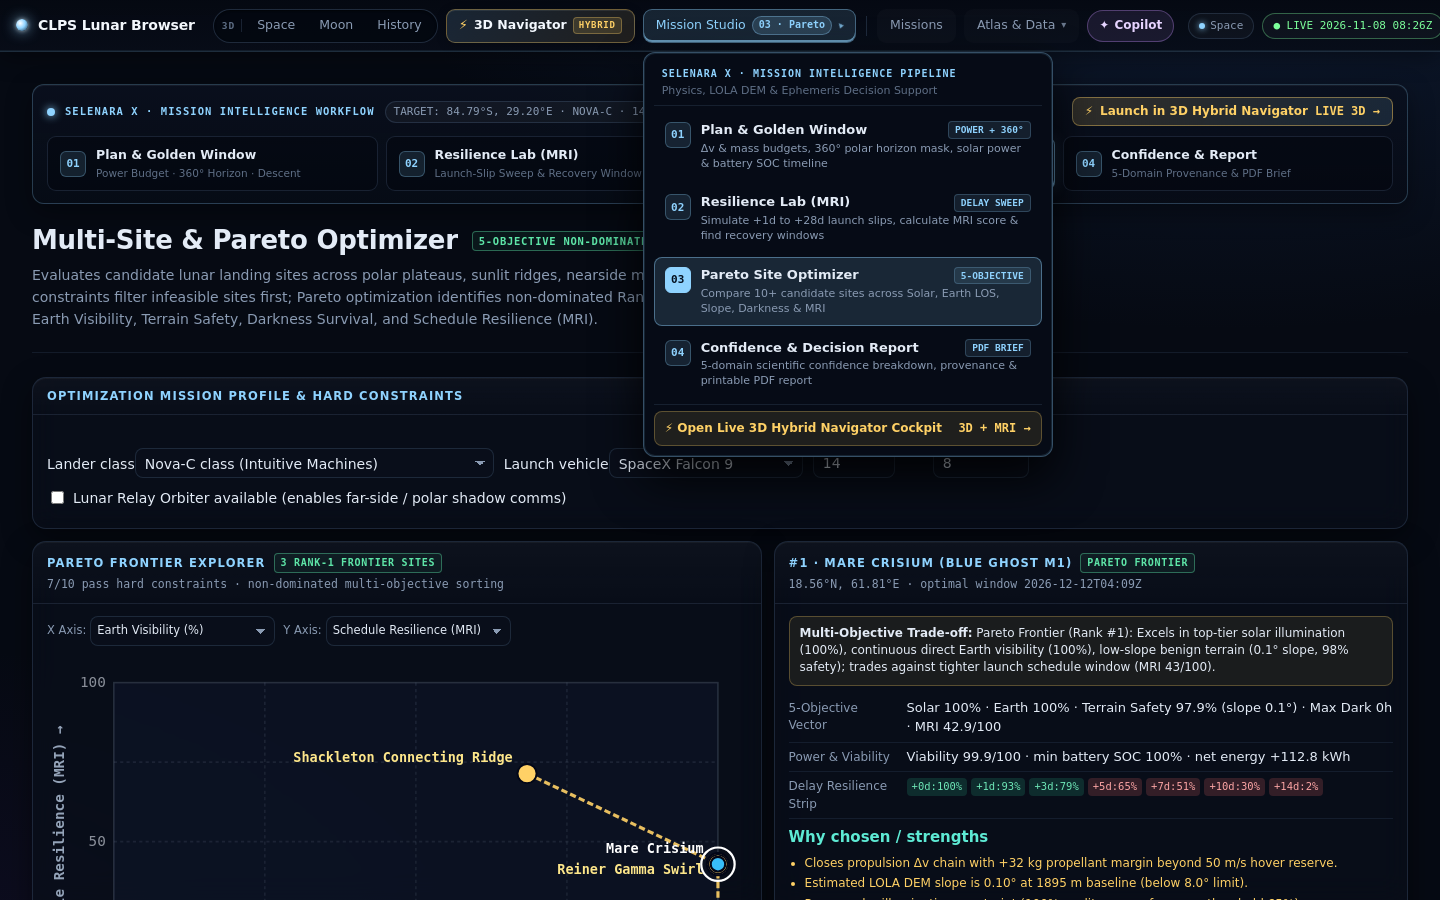 CLPS Lunar Browser
3D Space Moon History
⚡ 3D Navigator HYBRID
Mission Studio 03 · Pareto ▴
Missions
Atlas & Data ▾
✦ Copilot
Space
● LIVE 2026-11-08 08:26Z
SELENARA X · MISSION INTELLIGENCE PIPELINE
Physics, LOLA DEM & Ephemeris Decision Support
01 Plan & Golden Window POWER + 360°
Δv & mass budgets, 360° polar horizon mask, solar power
& battery SOC timeline
02 Resilience Lab (MRI) DELAY SWEEP
Simulate +1d to +28d launch slips, calculate MRI score &
find recovery windows
03 Pareto Site Optimizer 5-OBJECTIVE
Compare 10+ candidate sites across Solar, Earth LOS,
Slope, Darkness & MRI
04 Confidence & Decision Report PDF BRIEF
5-domain scientific confidence breakdown, provenance &
printable PDF report
⚡ Open Live 3D Hybrid Navigator Cockpit 3D + MRI →
SELENARA X · MISSION INTELLIGENCE WORKFLOW
TARGET: 84.79°S, 29.20°E · NOVA-C · 14
⚡ Launch in 3D Hybrid Navigator LIVE 3D →
01 Plan & Golden Window
Power Budget · 360° Horizon · Descent
02 Resilience Lab (MRI)
Launch-Slip Sweep & Recovery Window
04 Confidence & Report
5-Domain Provenance & PDF Brief
Multi-Site & Pareto Optimizer
5-OBJECTIVE
Evaluates candidate lunar landing sites across polar plateaus, sunlit ridges, nearside
constraints filter infeasible sites first; Pareto optimization identifies non-dominated
Earth Visibility, Terrain Safety, Darkness Survival, and Schedule Resilience (MRI).
OPTIMIZATION MISSION PROFILE & HARD CONSTRAINTS
Lander class Nova-C class (Intuitive Machines)
Launch vehicle SpaceX Falcon 9
14
8
Lunar Relay Orbiter available (enables far-side / polar shadow comms)
PARETO FRONTIER EXPLORER 3 RANK-1 FRONTIER SITES
7/10 pass hard constraints · non-dominated multi-objective sorting
X Axis: Earth Visibility (%)
Y Axis: Schedule Resilience (MRI)
100
50
Resilience (MRI) →
Shackleton Connecting Ridge
Mare Crisium
Reiner Gamma Swirl
#1 · MARE CRISIUM (BLUE GHOST M1) PARETO FRONTIER
18.56°N, 61.81°E · optimal window 2026-12-12T04:09Z
Multi-Objective Trade-off: Pareto Frontier (Rank #1): Excels in top-tier solar illumination
(100%), continuous direct Earth visibility (100%), low-slope benign terrain (0.1° slope, 98%
safety); trades against tighter launch schedule window (MRI 43/100).
5-Objective
Vector
Solar 100% · Earth 100% · Terrain Safety 97.9% (slope 0.1°) · Max Dark 0h
· MRI 42.9/100
Power & Viability
Viability 99.9/100 · min battery SOC 100% · net energy +112.8 kWh
Delay Resilience
Strip
+0d:100% +1d:93% +3d:79% +5d:65% +7d:51% +10d:30% +14d:2%
Why chosen / strengths
• Closes propulsion Δv chain with +32 kg propellant margin beyond 50 m/s hover reserve.
• Estimated LOLA DEM slope is 0.10° at 1895 m baseline (below 8.0° limit).